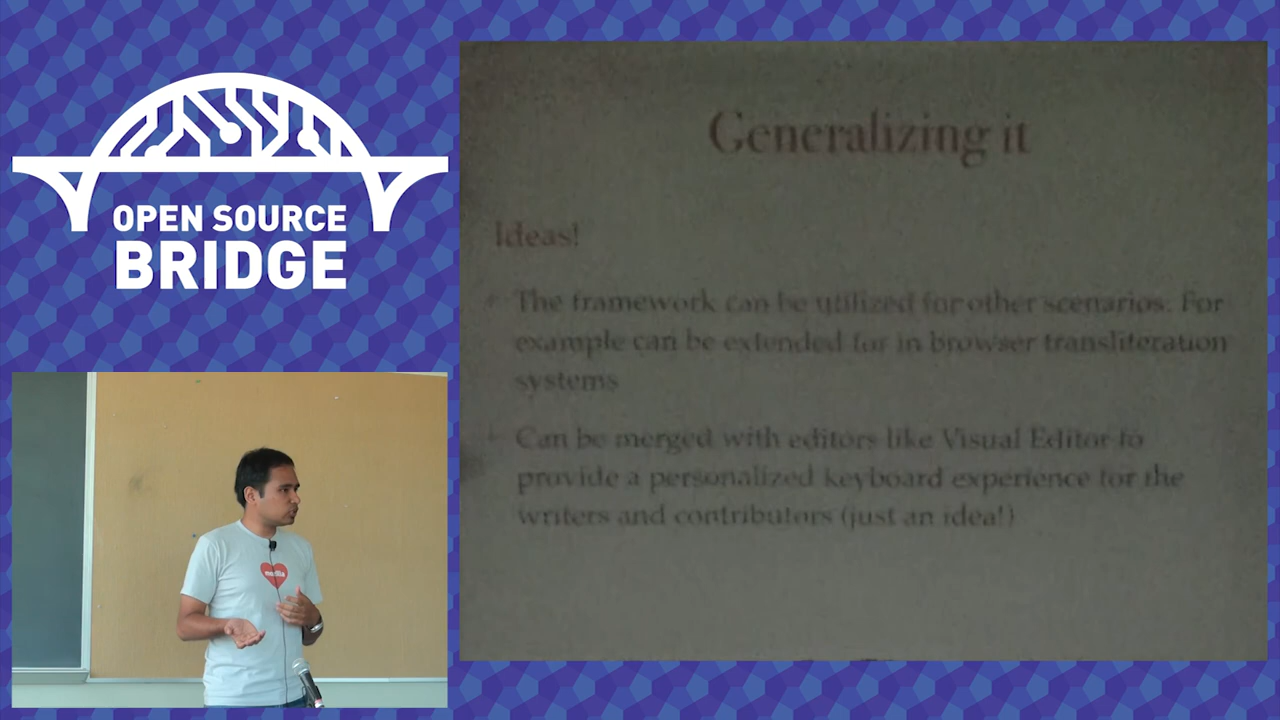 OPEN SOURCE
BRIDGE
Generalizing it
Ideas!
The framework can be utilized for other scenarios. For
example can be extended for in browser transliteration
systems
Can be merged with editors like Visual Editor to
provide a personalized keyboard experience for the
writers and contributors (just an idea!)
mozilla